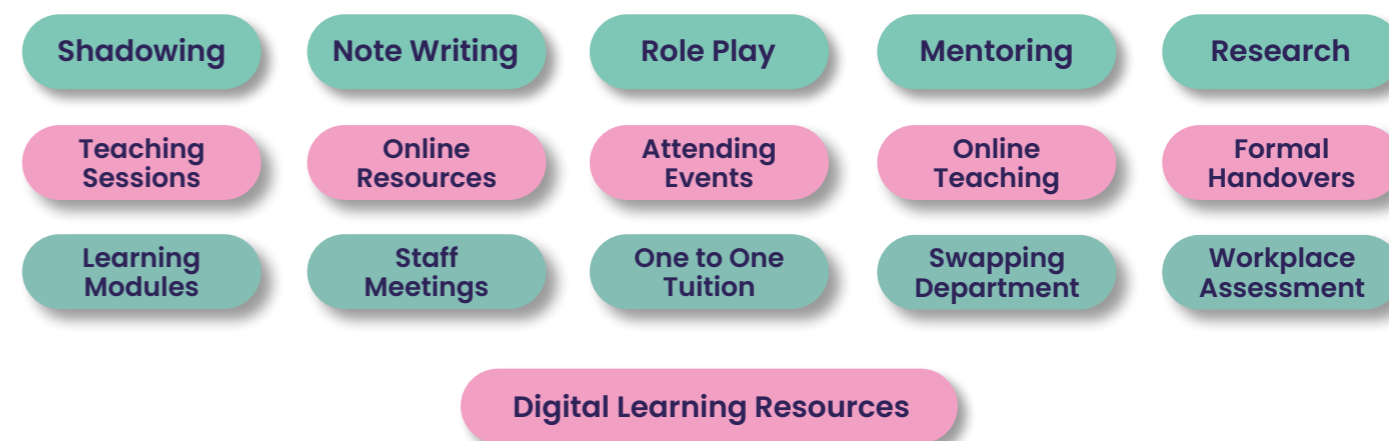 Shadowing
Note Writing
Role Play
Mentoring
Research
Teaching
Sessions
Online
Resources
Attending
Events
Online
Teaching
Formal
Handovers
Learning
Modules
Staff
Meetings
One to One
Tuition
Swapping
Department
Workplace
Assessment
Digital Learning Resources